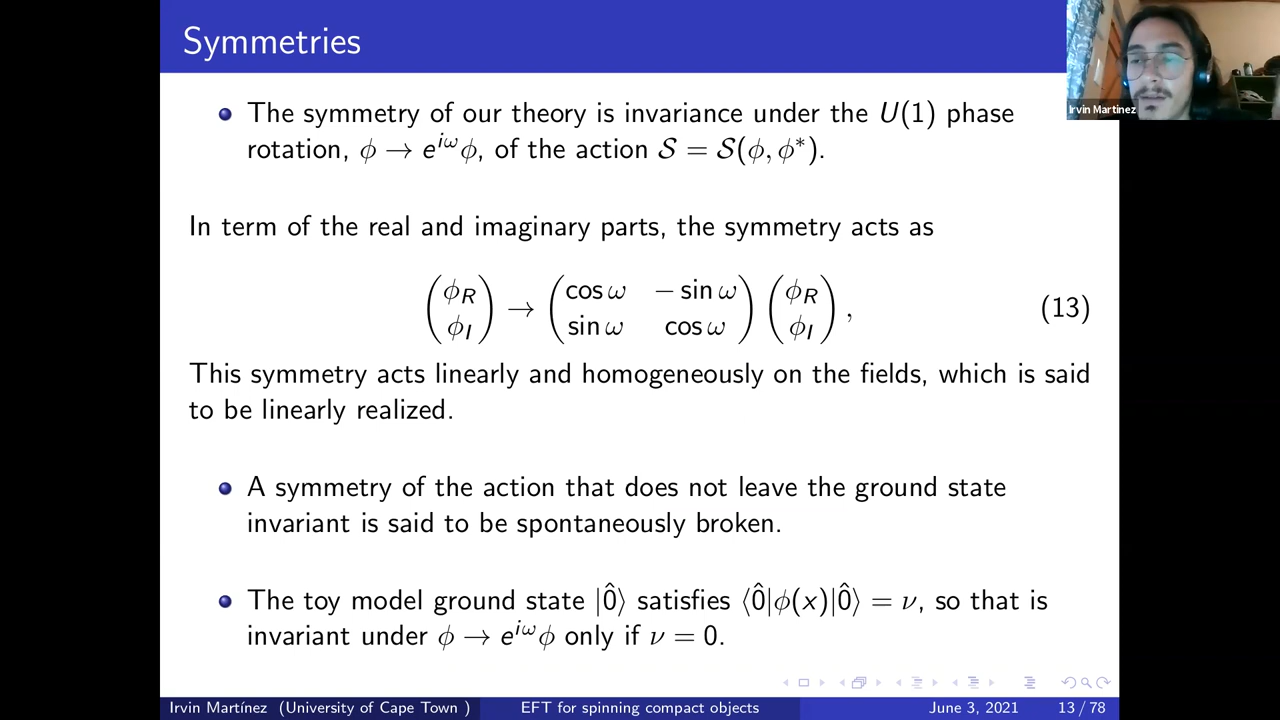 Symmetries
The symmetry of our theory is invariance under the U(1) phase
rotation, ϕ → e^{iω}ϕ, of the action 𝒮 = 𝒮(ϕ, ϕ*).
In term of the real and imaginary parts, the symmetry acts as
(ϕ_R ϕ_I) → (cos ω − sin ω sin ω cos ω) (ϕ_R ϕ_I), (13)
This symmetry acts linearly and homogeneously on the fields, which is said
to be linearly realized.
A symmetry of the action that does not leave the ground state
invariant is said to be spontaneously broken.
The toy model ground state |0̂⟩ satisfies ⟨0̂|ϕ(x)|0̂⟩ = ν, so that is
invariant under ϕ → e^{iω}ϕ only if ν = 0.
Irvin Martínez (University of Cape Town ) EFT for spinning compact objects June 3, 2021 13 / 78
Irvin Martinez